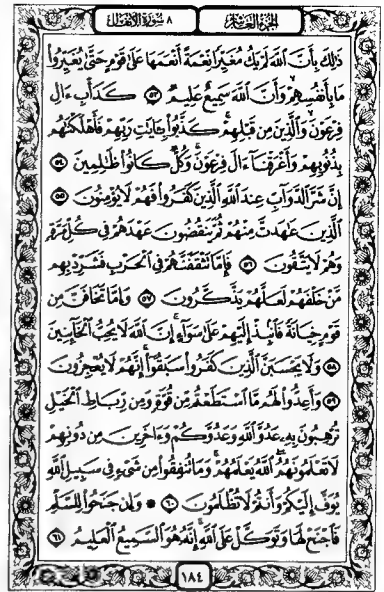 الجزء العاشر ٨ سورة الأنفال
ذَٰلِكَ بِأَنَّ ٱللَّهَ لَمْ يَكُ مُغَيِّرًا نِّعْمَةً أَنْعَمَهَا عَلَىٰ قَوْمٍ حَتَّىٰ يُغَيِّرُوا۟
مَا بِأَنفُسِهِمْ وَأَنَّ ٱللَّهَ سَمِيعٌ عَلِيمٌ ٥٣ كَدَأْبِ ءَالِ
فِرْعَوْنَ وَٱلَّذِينَ مِن قَبْلِهِمْ كَذَّبُوا۟ بِـَٔايَٰتِ رَبِّهِمْ فَأَهْلَكْنَٰهُم
بِذُنُوبِهِمْ وَأَغْرَقْنَآ ءَالَ فِرْعَوْنَ وَكُلٌّ كَانُوا۟ ظَٰلِمِينَ ٥٤
إِنَّ شَرَّ ٱلدَّوَآبِّ عِندَ ٱللَّهِ ٱلَّذِينَ كَفَرُوا۟ فَهُمْ لَا يُؤْمِنُونَ ٥٥
ٱلَّذِينَ عَٰهَدتَّ مِنْهُمْ ثُمَّ يَنقُضُونَ عَهْدَهُمْ فِى كُلِّ مَرَّةٍ
وَهُمْ لَا يَتَّقُونَ ٥٦ فَإِمَّا تَثْقَفَنَّهُمْ فِى ٱلْحَرْبِ فَشَرِّدْ بِهِم
مَّنْ خَلْفَهُمْ لَعَلَّهُمْ يَذَّكَّرُونَ ٥٧ وَإِمَّا تَخَافَنَّ مِن
قَوْمٍ خِيَانَةً فَٱنۢبِذْ إِلَيْهِمْ عَلَىٰ سَوَآءٍ إِنَّ ٱللَّهَ لَا يُحِبُّ ٱلْخَآئِنِينَ
٥٨ وَلَا يَحْسَبَنَّ ٱلَّذِينَ كَفَرُوا۟ سَبَقُوٓا۟ إِنَّهُمْ لَا يُعْجِزُونَ
٥٩ وَأَعِدُّوا۟ لَهُم مَّا ٱسْتَطَعْتُم مِّن قُوَّةٍ وَمِن رِّبَاطِ ٱلْخَيْلِ
تُرْهِبُونَ بِهِۦ عَدُوَّ ٱللَّهِ وَعَدُوَّكُمْ وَءَاخَرِينَ مِن دُونِهِمْ
لَا تَعْلَمُونَهُمُ ٱللَّهُ يَعْلَمُهُمْ وَمَا تُنفِقُوا۟ مِن شَىْءٍ فِى سَبِيلِ ٱللَّهِ
يُوَفَّ إِلَيْكُمْ وَأَنتُمْ لَا تُظْلَمُونَ ٦٠ ۞ وَإِن جَنَحُوا۟ لِلسَّلْمِ
فَٱجْنَحْ لَهَا وَتَوَكَّلْ عَلَى ٱللَّهِ إِنَّهُۥ هُوَ ٱلسَّمِيعُ ٱلْعَلِيمُ ٦١
١٨٤